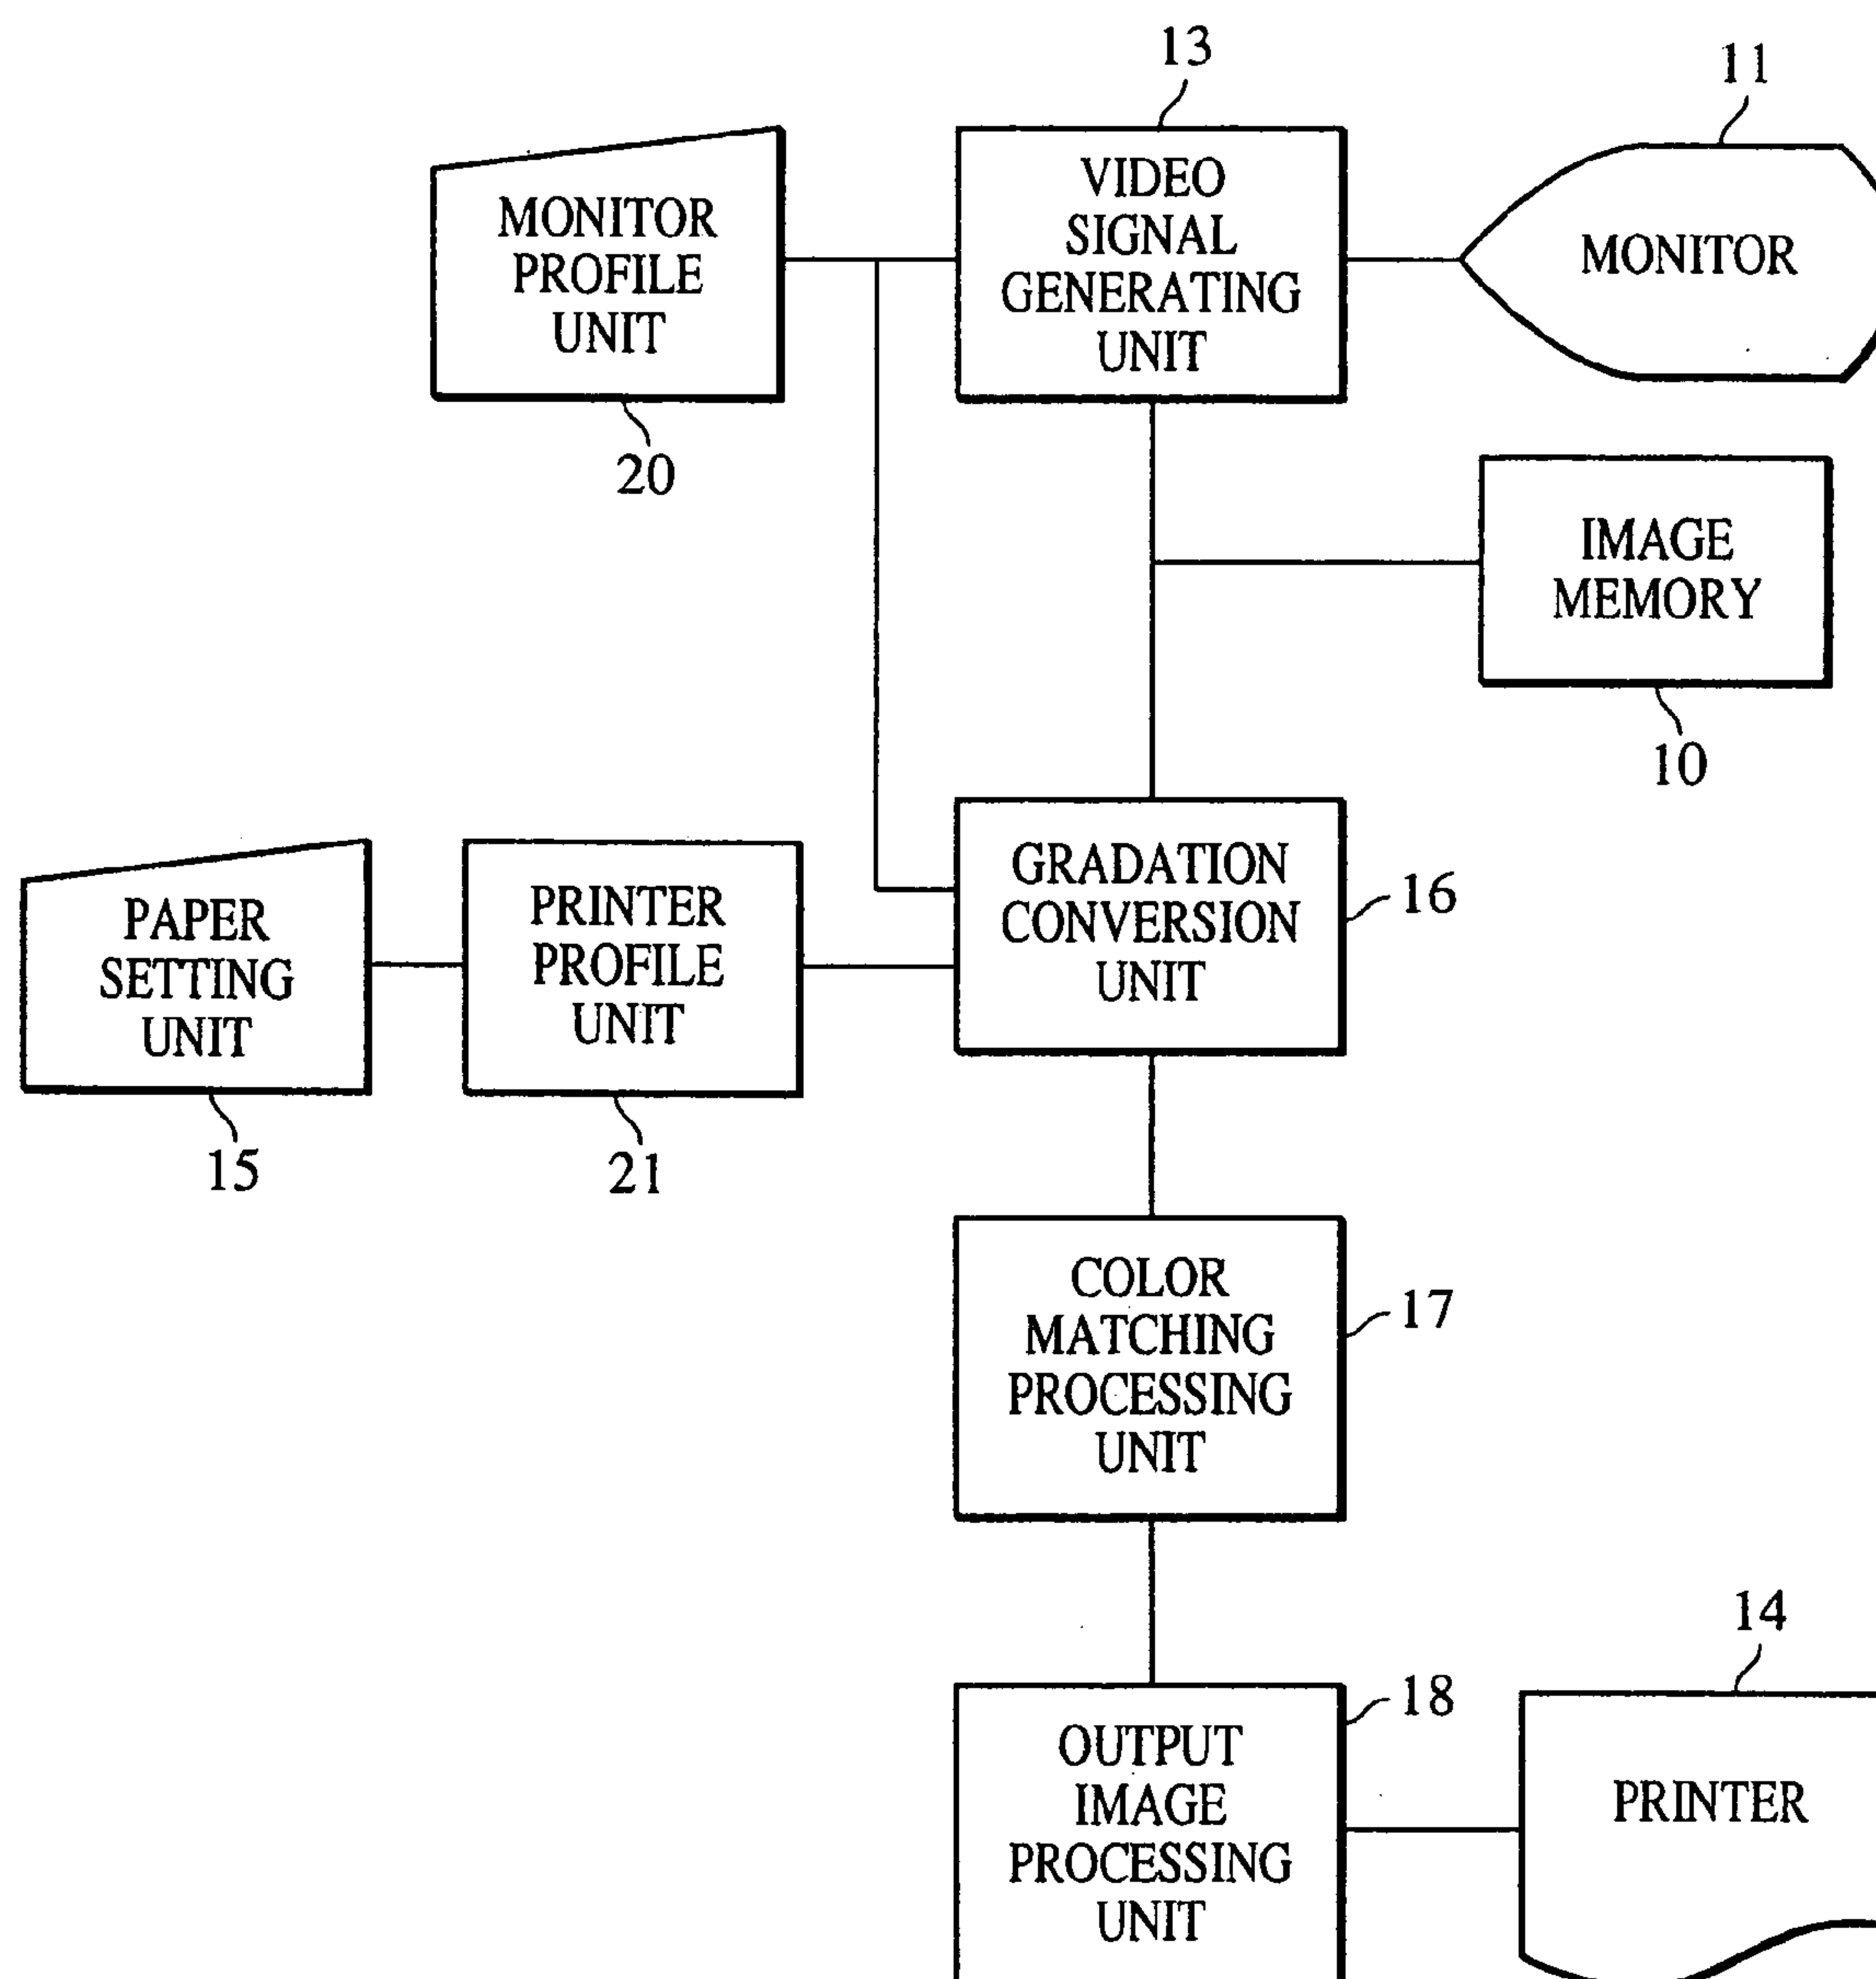 13
11
MONITOR
PROFILE
UNIT
20
VIDEO
SIGNAL
GENERATING
UNIT
MONITOR
IMAGE
MEMORY
10
PAPER
SETTING
UNIT
15
PRINTER
PROFILE
UNIT
21
GRADATION
CONVERSION
UNIT
16
COLOR
MATCHING
PROCESSING
UNIT
17
OUTPUT
IMAGE
PROCESSING
UNIT
18
14
PRINTER